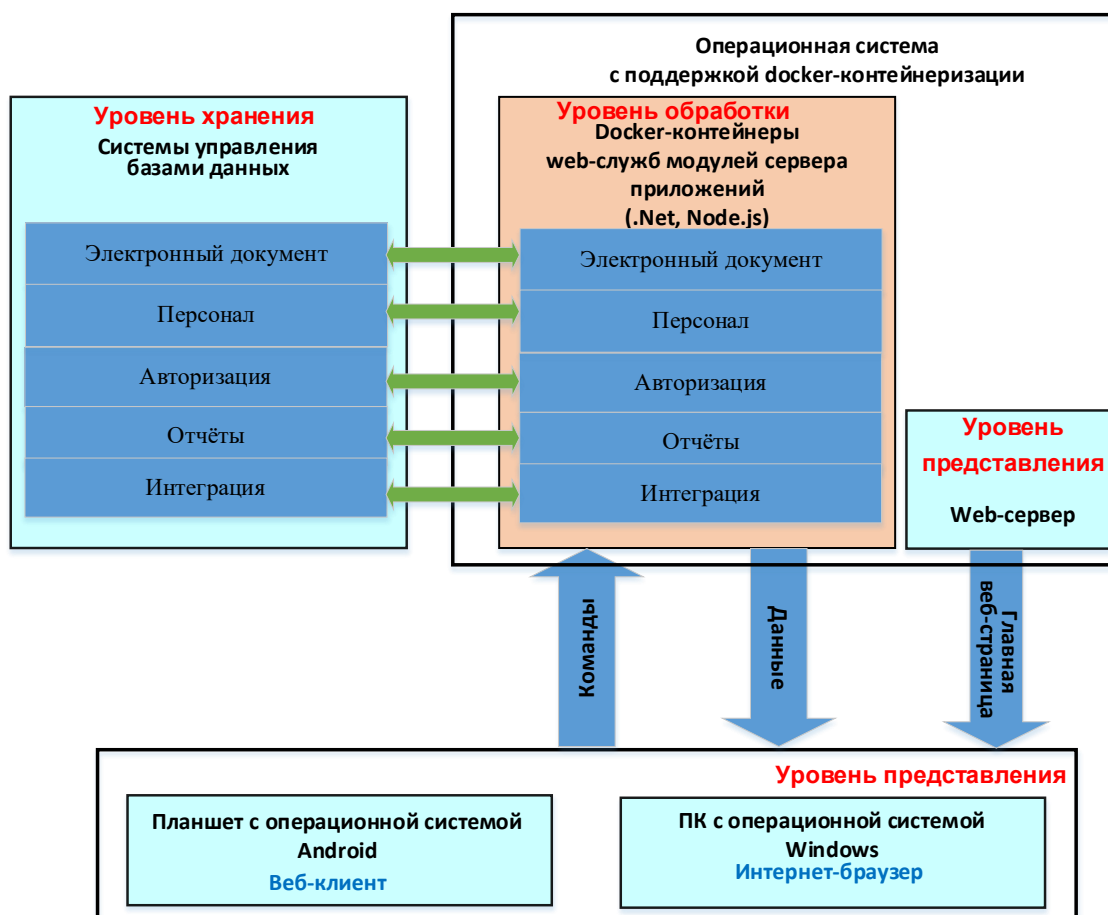 Операционная система
с поддержкой docker-контейнеризации
Уровень хранения
Системы управления
базами данных
Электронный документ
Персонал
Авторизация
Отчёты
Интеграция
Уровень обработки
Docker-контейнеры
web-служб модулей сервера
приложений
(.Net, Node.js)
Электронный документ
Персонал
Авторизация
Отчёты
Интеграция
Уровень
представления
Web-сервер
Команды
Данные
Главная
веб-страница
Уровень представления
Планшет с операционной системой
Android
Веб-клиент
ПК с операционной системой
Windows
Интернет-браузер